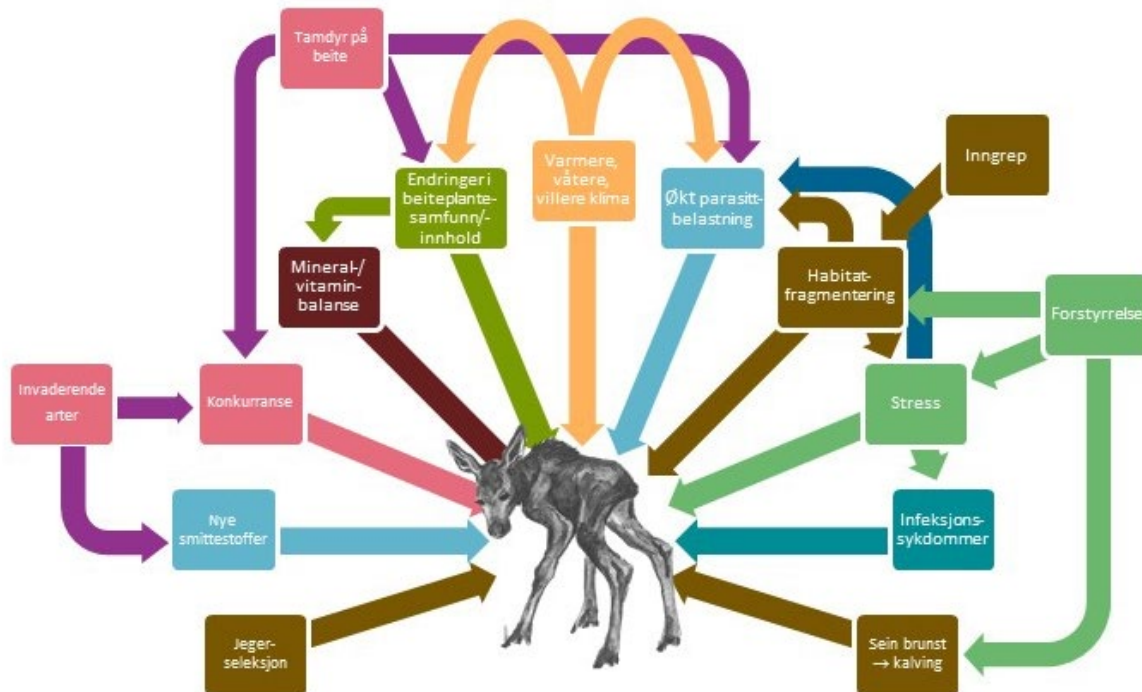 Tamdyr på
beite
Varmere,
våtere,
villere klima
Inngrep
Endringer i
beiteplante-
samfunn/-
innhold
Økt parasitt-
belastning
Mineral-/
vitamin-
balanse
Habitat-
fragmentering
Forstyrrelse
Invaderende
arter
Konkurranse
Stress
Nye
smittestoffer
Infeksjons-
sykdommer
Jeger-
seleksjon
Sein brunst
→ kalving